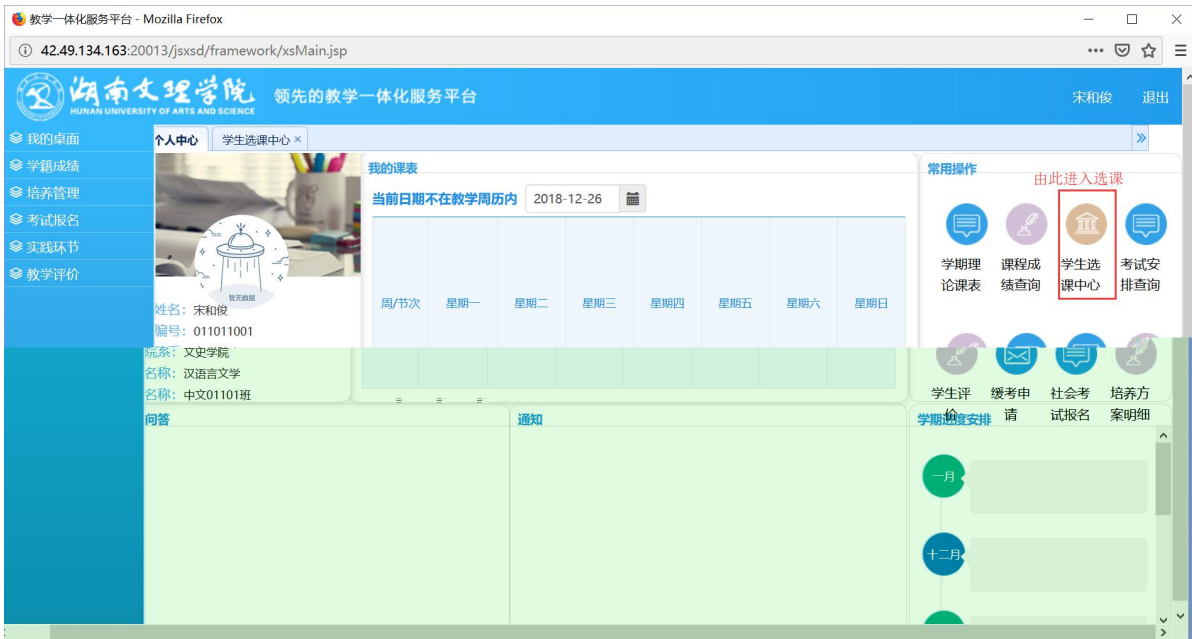 教学一体化服务平台 - Mozilla Firefox
42.49.134.163:20013/jsxsd/framework/xsMain.jsp
湖南文理学院
HUNAN UNIVERSITY OF ARTS AND SCIENCE
领先的教学一体化服务平台
宋和俊 退出
我的桌面
学籍成绩
培养管理
考试报名
实践环节
教学评价
个人中心 学生选课中心 ×
暂无数据
姓名：宋和俊
编号：011011001
院系：文史学院
名称：汉语言文学
名称：中文01101班
我的课表
当前日期不在教学周历内 2018-12-26
周/节次 星期一 星期二 星期三 星期四 星期五 星期六 星期日
常用操作
由此进入选课
学期理论课表
课程成绩查询
学生选课中心
考试安排查询
学生评价
缓考申请
社会考试报名
培养方案明细
问答
通知
学期进度安排
一月
十二月